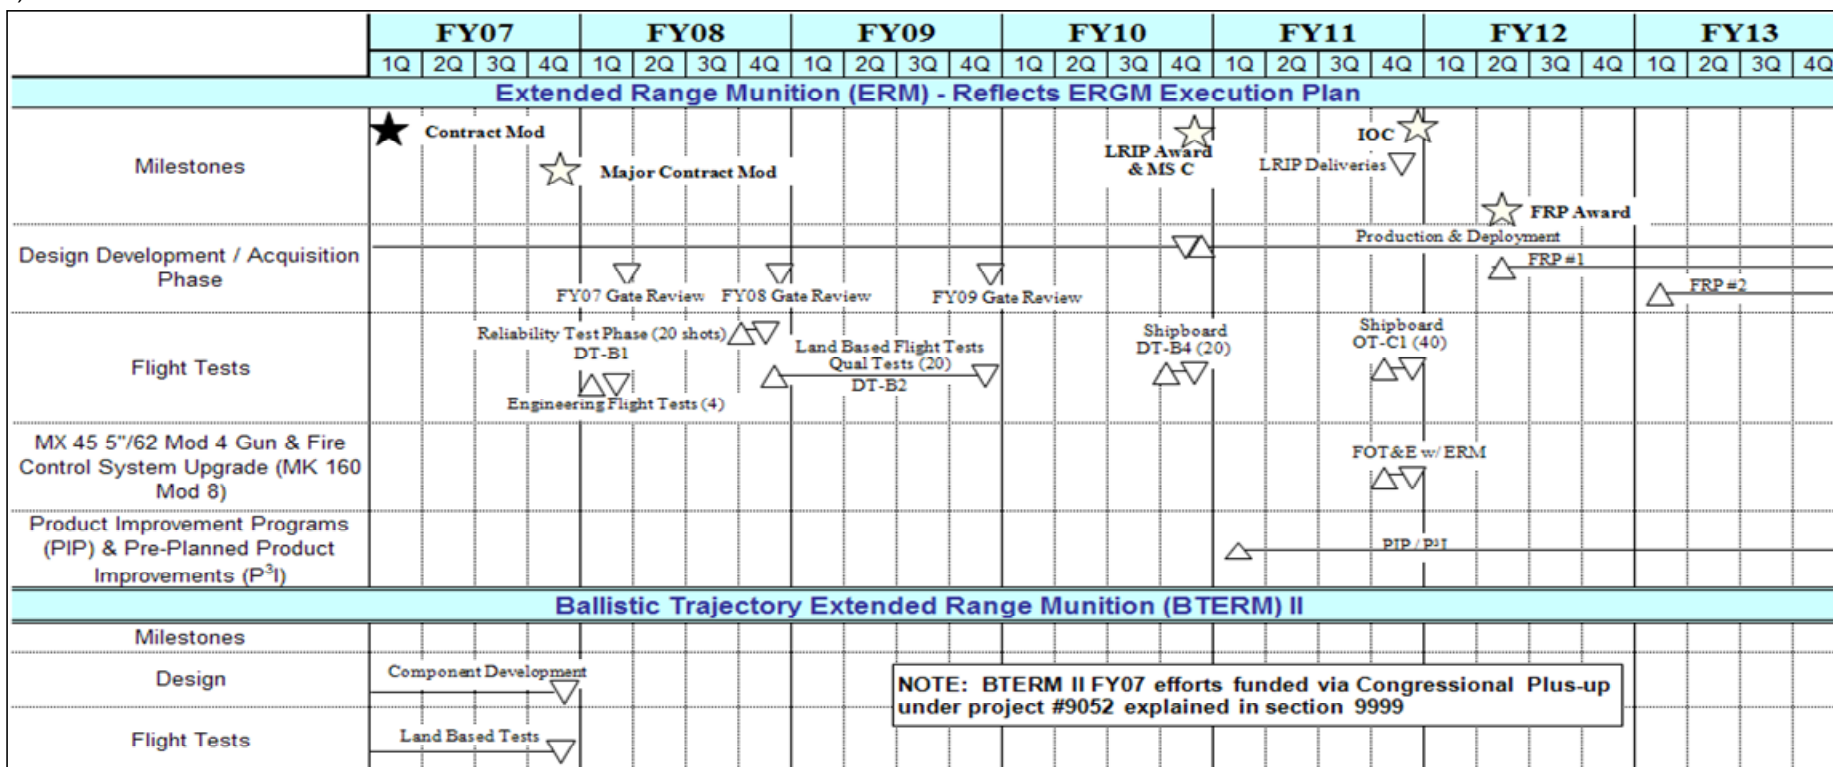 FY07 FY08 FY09 FY10 FY11 FY12 FY13
1Q 2Q 3Q 4Q 1Q 2Q 3Q 4Q 1Q 2Q 3Q 4Q 1Q 2Q 3Q 4Q 1Q 2Q 3Q 4Q 1Q 2Q 3Q 4Q 1Q 2Q 3Q 4Q
Extended Range Munition (ERM) - Reflects ERGM Execution Plan
Milestones
Contract Mod
Major Contract Mod
LRIP Award
& MS C
IOC
LRIP Deliveries
FRP Award
Design Development / Acquisition
Phase
Production & Deployment
FRP #1
FRP #2
FY07 Gate Review
FY08 Gate Review
FY09 Gate Review
Flight Tests
Reliability Test Phase (20 shots)
DT-B1
Engineering Flight Tests (4)
Land Based Flight Tests
Qual Tests (20)
DT-B2
Shipboard
DT-B4 (20)
Shipboard
OT-C1 (40)
MX 45 5"/62 Mod 4 Gun & Fire
Control System Upgrade (MK 160
Mod 8)
FOT&E w/ ERM
Product Improvement Programs
(PIP) & Pre-Planned Product
Improvements (P³I)
PIP / P³I
Ballistic Trajectory Extended Range Munition (BTERM) II
Milestones
Design
Component Development
NOTE: BTERM II FY07 efforts funded via Congressional Plus-up
under project #9052 explained in section 9999
Flight Tests
Land Based Tests